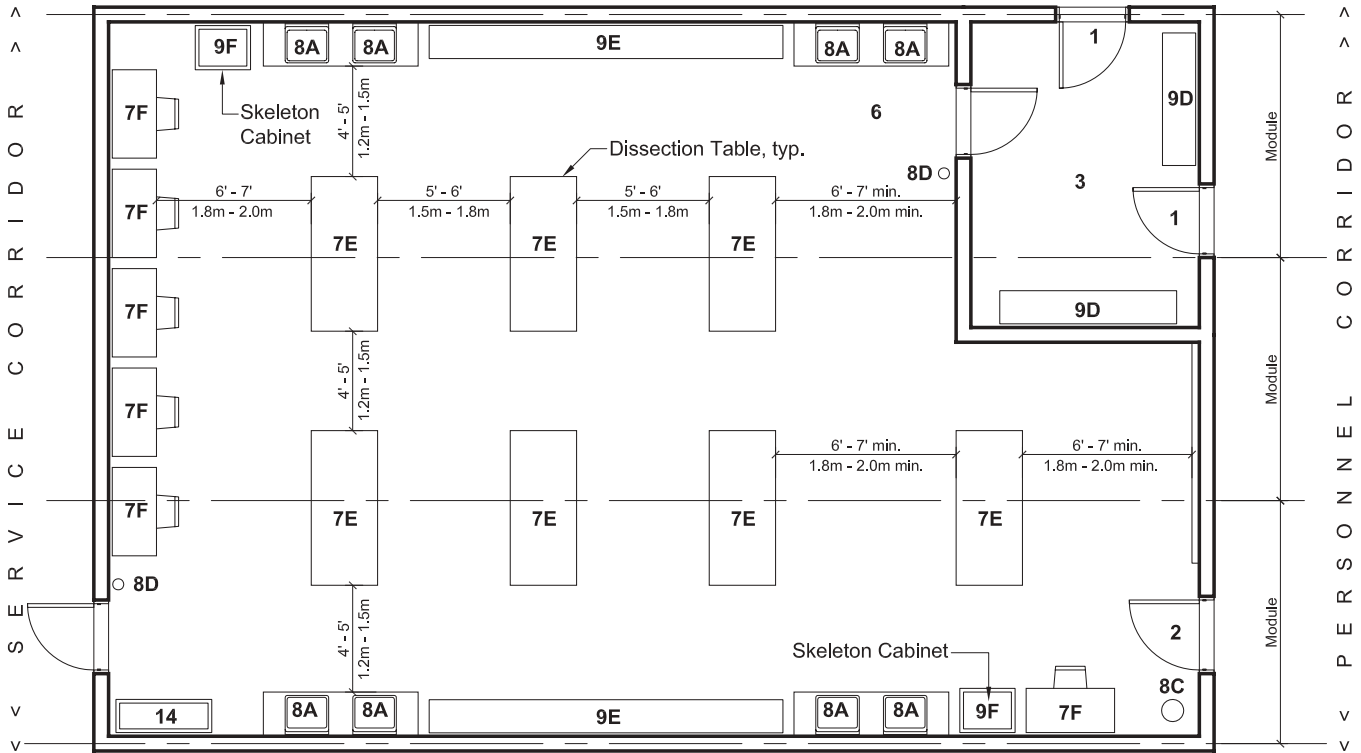 < SERVICE CORRIDOR >
< >
9F
8A
8A
9E
8A
8A
1
9D
Module
7F
Skeleton
Cabinet
4' - 5'
1.2m - 1.5m
6
Dissection Table, typ.
8D
3
7F
6' - 7'
1.8m - 2.0m
5' - 6'
1.5m - 1.8m
5' - 6'
1.5m - 1.8m
6' - 7' min.
1.8m - 2.0m min.
1
7E
7E
7E
7F
9D
4' - 5'
1.2m - 1.5m
Module
7F
6' - 7' min.
1.8m - 2.0m min.
6' - 7' min.
1.8m - 2.0m min.
7F
7E
7E
7E
7E
8D
4' - 5'
1.2m - 1.5m
Module
2
Skeleton Cabinet
8C
14
8A
8A
9E
8A
8A
9F
7F
< PERSONNEL CORRIDOR >
< >